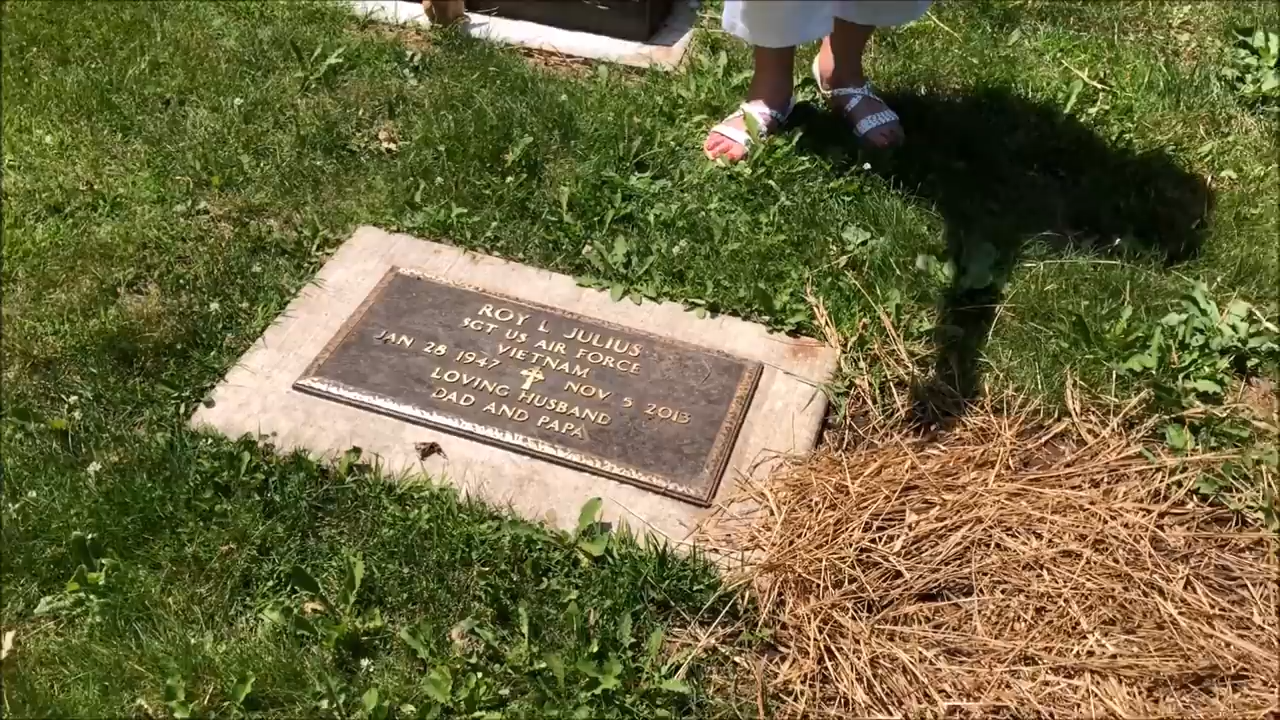 ROY L JULIUS
SGT US AIR FORCE
VIETNAM
JAN 28 1947 NOV 5 2013
LOVING HUSBAND
DAD AND PAPA